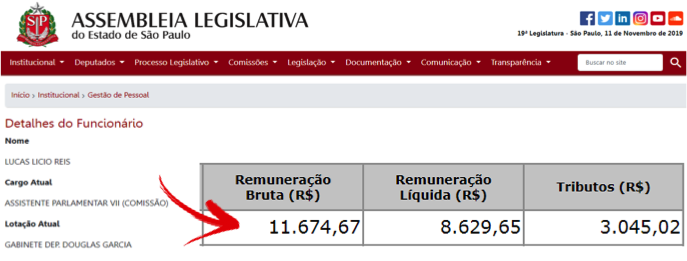 ASSEMBLEIA LEGISLATIVA
do Estado de São Paulo
19ª Legislatura - São Paulo, 11 de Novembro de 2019
Institucional Deputados Processo Legislativo Comissões Legislação Documentação Comunicação Transparência Buscar no site
Início > Institucional > Gestão de Pessoal
Detalhes do Funcionário
Nome
LUCAS LICIO REIS
Cargo Atual
ASSISTENTE PARLAMENTAR VII (COMISSÃO)
Lotação Atual
GABINETE DEP. DOUGLAS GARCIA
Remuneração Bruta (R$) Remuneração Líquida (R$) Tributos (R$)
11.674,67 8.629,65 3.045,02